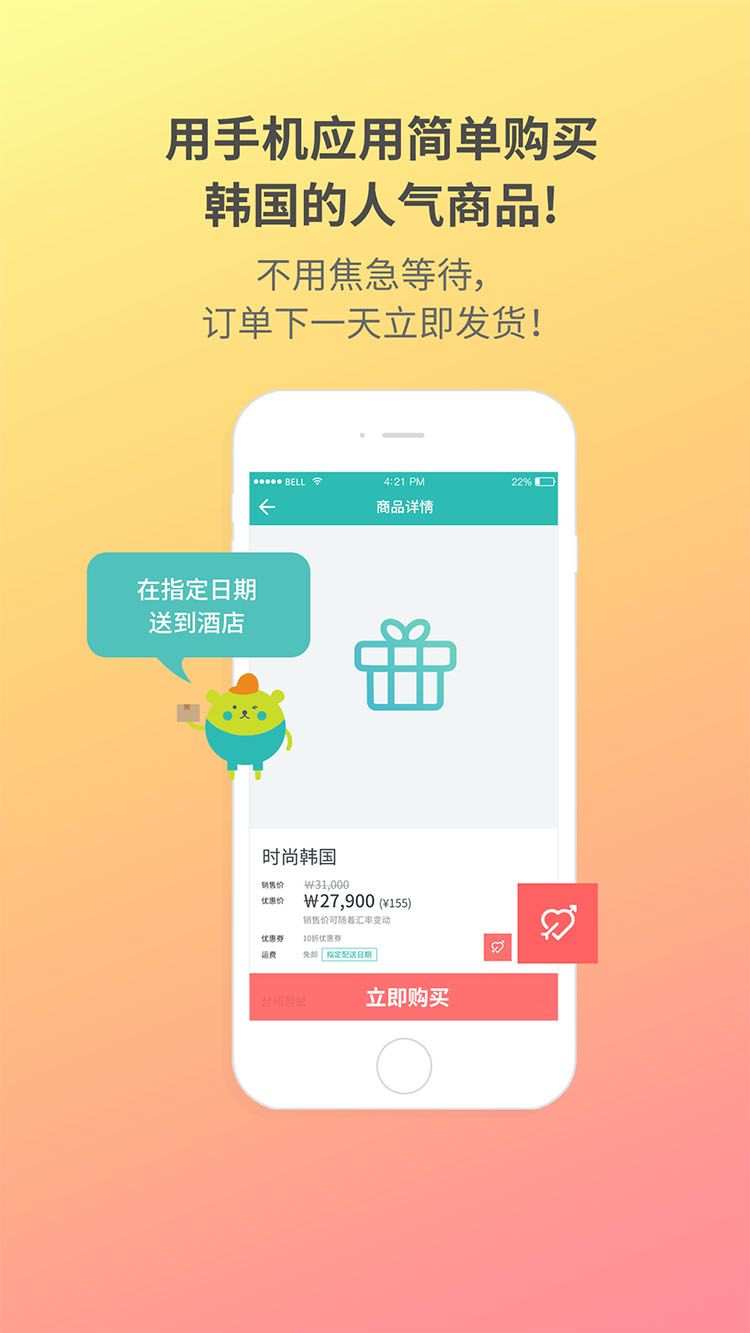 用手机应用简单购买
韩国的人气商品!
不用焦急等待,
订单下一天立即发货!
BELL 4:21 PM 22%
商品详情
在指定日期
送到酒店
时尚韩国
销售价 ₩31,000
优惠价 ₩27,900 (¥155)
销售价可随着汇率变动
优惠券 10折优惠券
运费 免邮 指定配送日期
上세정보
立即购买